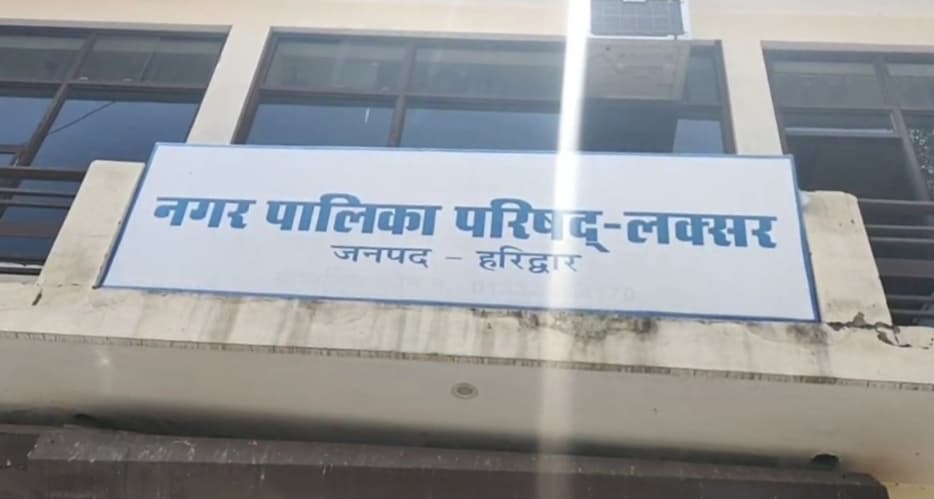 नगर पालिका परिषद्-लक्सर
जनपद - हरिद्वार